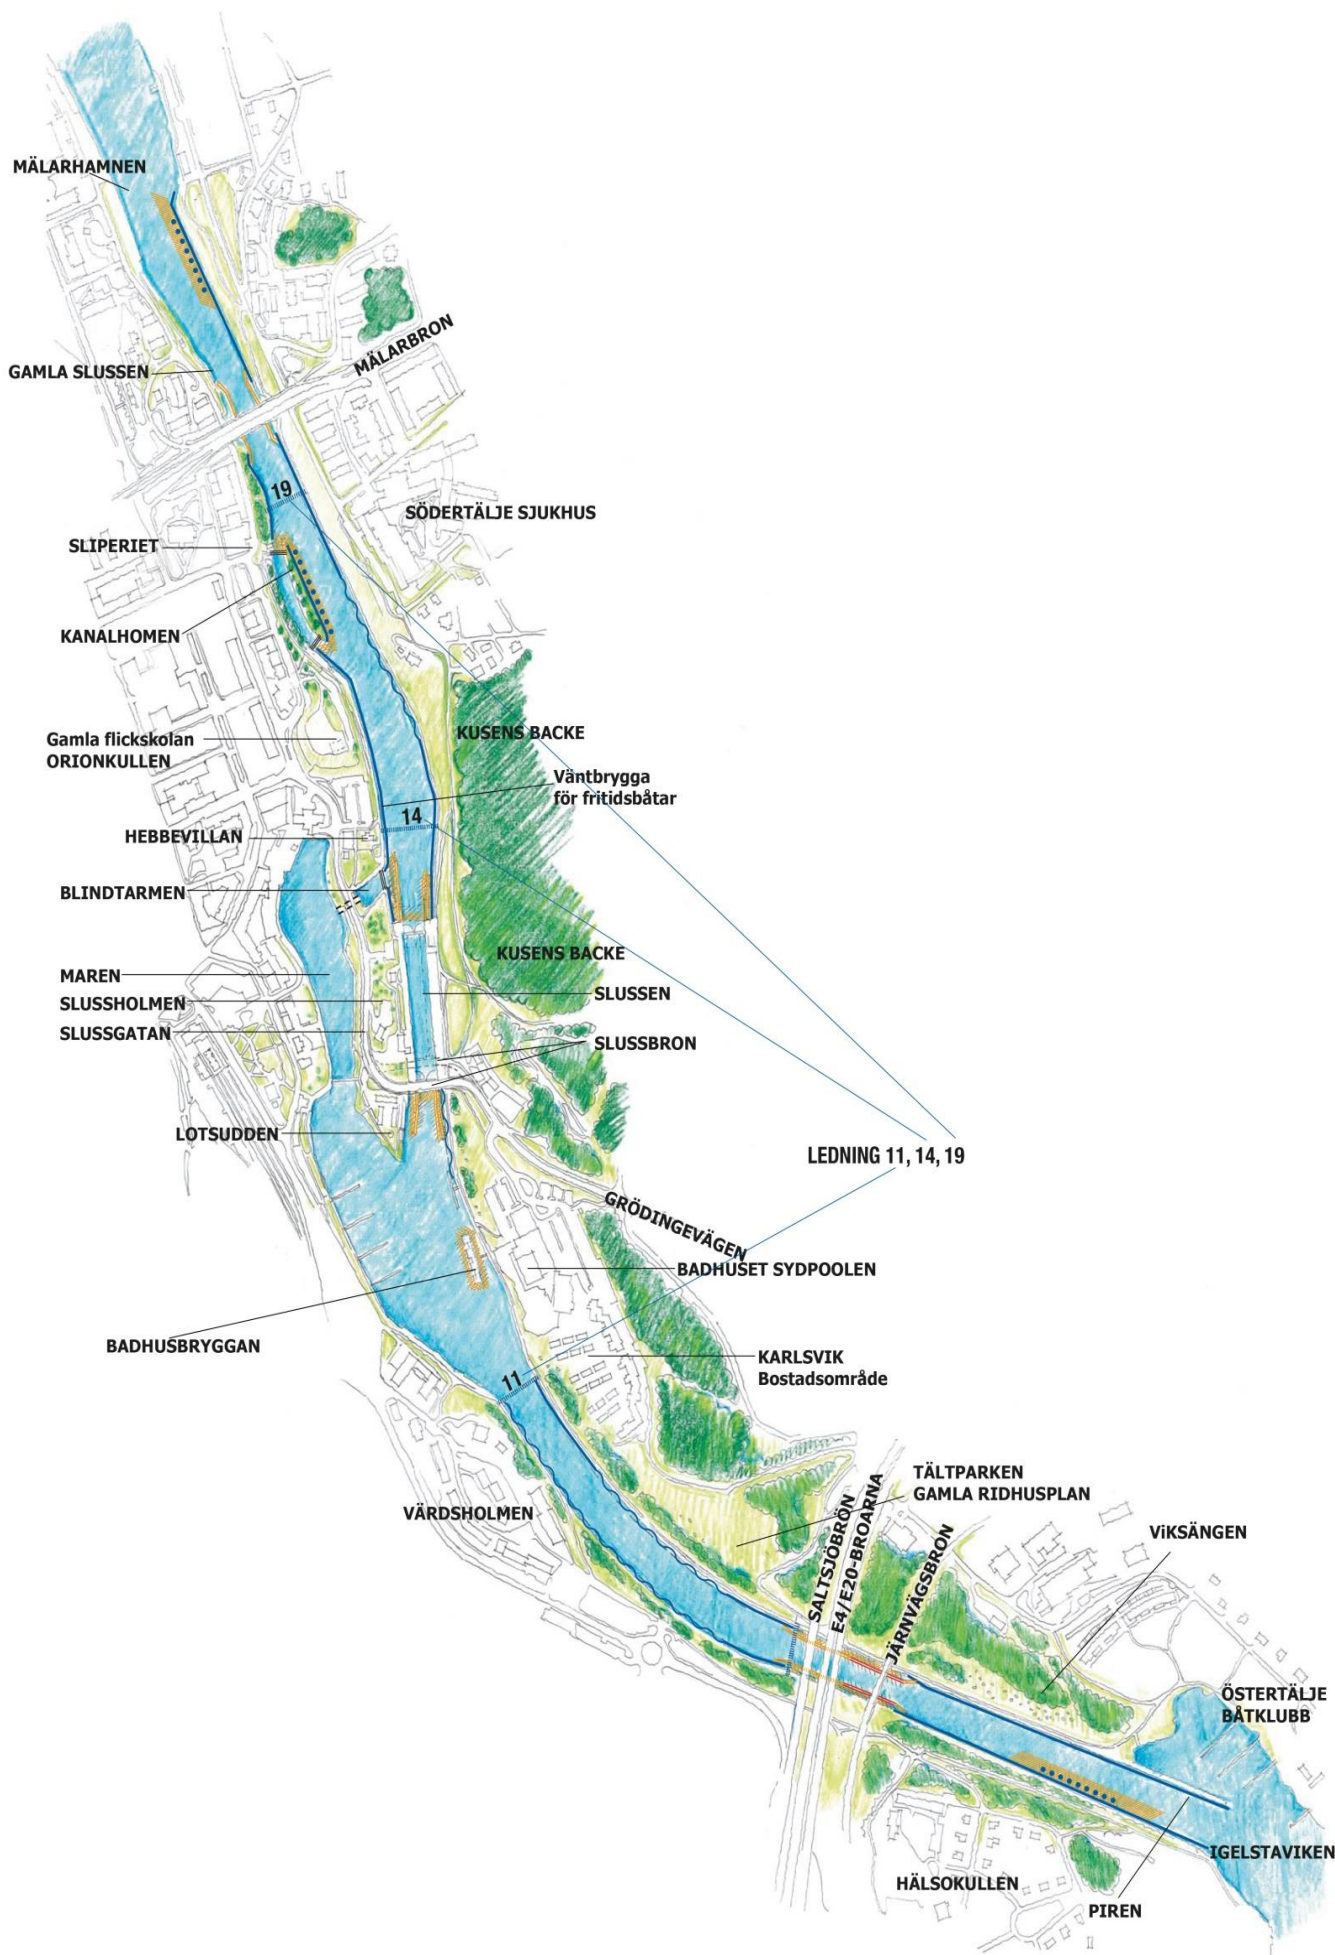 MÄLARHAMNEN
MÄLARBRON
GAMLA SLUSSEN
19
SÖDERTÄLJE SJUKHUS
SLIPERIET
KANALHOMEN
Gamla flickskolan
ORIONKULLEN
KUSENS BACKE
Väntbrygga
för fritidsbåtar
14
HEBBEVILLAN
BLINDTARMEN
KUSENS BACKE
MAREN
SLUSSEN
SLUSSHOLMEN
SLUSSGATAN
SLUSSBRON
LOTSUDDEN
LEDNING 11, 14, 19
GRÖDINGEVÄGEN
BADHUSET SYDPOOLEN
BADHUSBRYGGAN
KARLSVIK
Bostadsområde
11
TÄLTPARKEN
GAMLA RIDHUSPLAN
VÄRDSHOLMEN
SALTSJÖBRÖN
E4/E20-BROARNA
JÄRNVÄGSBRON
ViKSÄNGEN
ÖSTERTÄLJE
BÅTKLUBB
IGELSTAVIKEN
HÄLSOKULLEN
PIREN